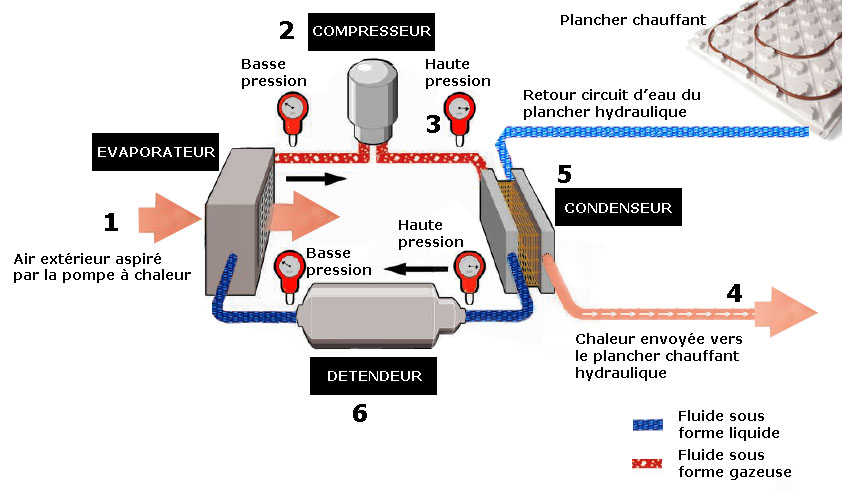 Plancher chauffant
2
COMPRESSEUR
Basse
pression
Haute
pression
3
Retour circuit d'eau du
plancher hydraulique
EVAPORATEUR
5
CONDENSEUR
1
Air extérieur aspiré
par la pompe à chaleur
Haute
pression
Basse
pression
4
Chaleur envoyée vers
le plancher chauffant
hydraulique
DETENDEUR
6
Fluide sous
forme liquide
Fluide sous
forme gazeuse